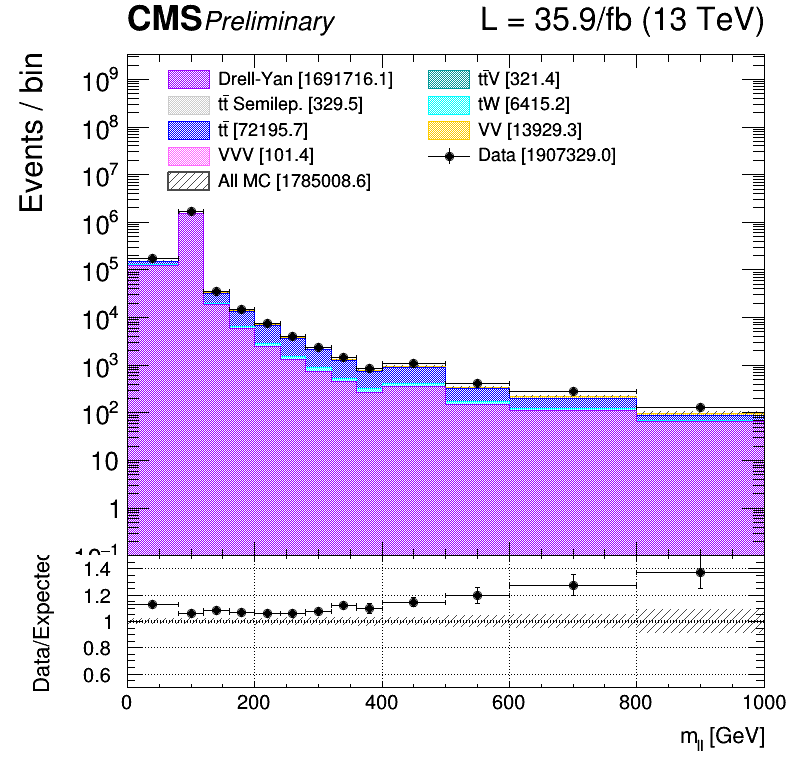 CMS Preliminary L = 35.9/fb (13 TeV)
Events / bin
Drell-Yan [1691716.1]
tt̄ Semilep. [329.5]
tt̄ [72195.7]
VVV [101.4]
All MC [1785008.6]
tt̄V [321.4]
tW [6415.2]
VV [13929.3]
Data [1907329.0]
10⁹
10⁸
10⁷
10⁶
10⁵
10⁴
10³
10²
10
1
10⁻¹
Data/Expected
1.4
1.2
1
0.8
0.6
0 200 400 600 800 1000
mₗₗ [GeV]